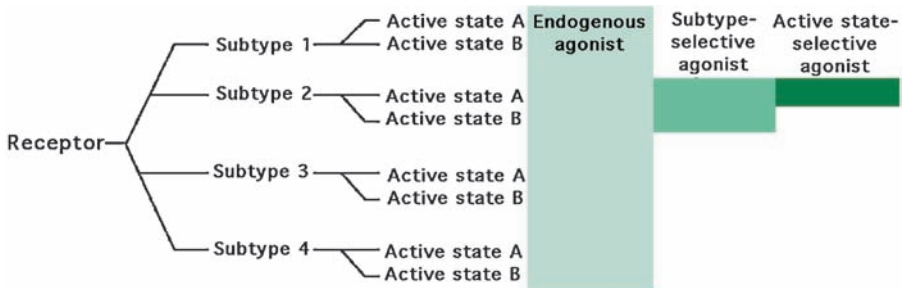 Receptor
Subtype 1
Active state A
Active state B
Subtype 2
Active state A
Active state B
Subtype 3
Active state A
Active state B
Subtype 4
Active state A
Active state B
Endogenous
agonist
Subtype-
selective
agonist
Active state-
selective
agonist